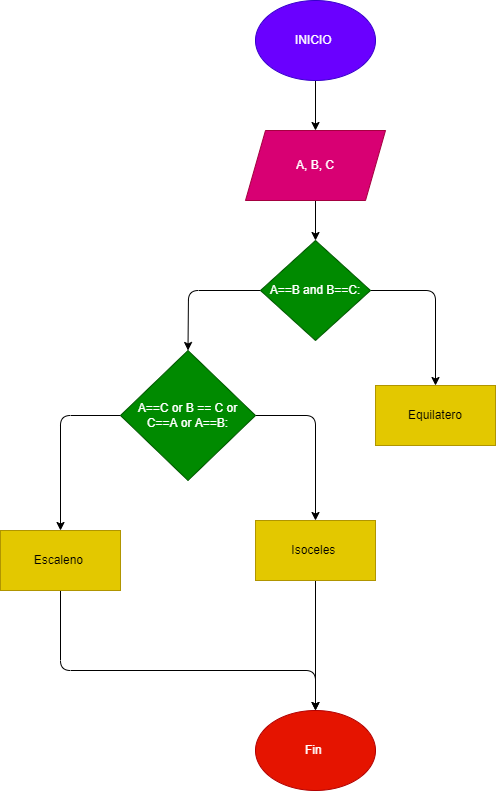 INICIO
A, B, C
A==B and B==C:
A==C or B == C or
C==A or A==B:
Equilatero
Escaleno
Isoceles
Fin